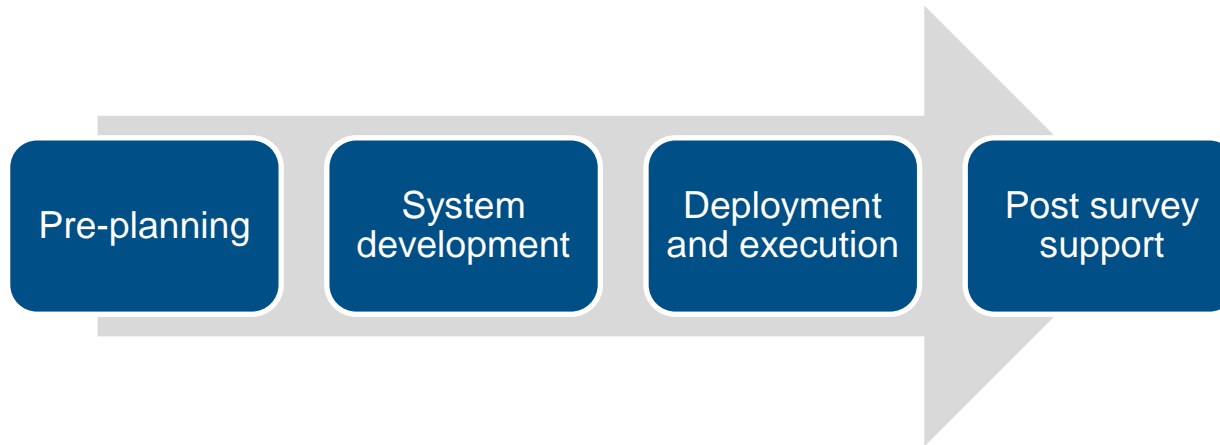 Pre-planning
System
development
Deployment
and execution
Post survey
support